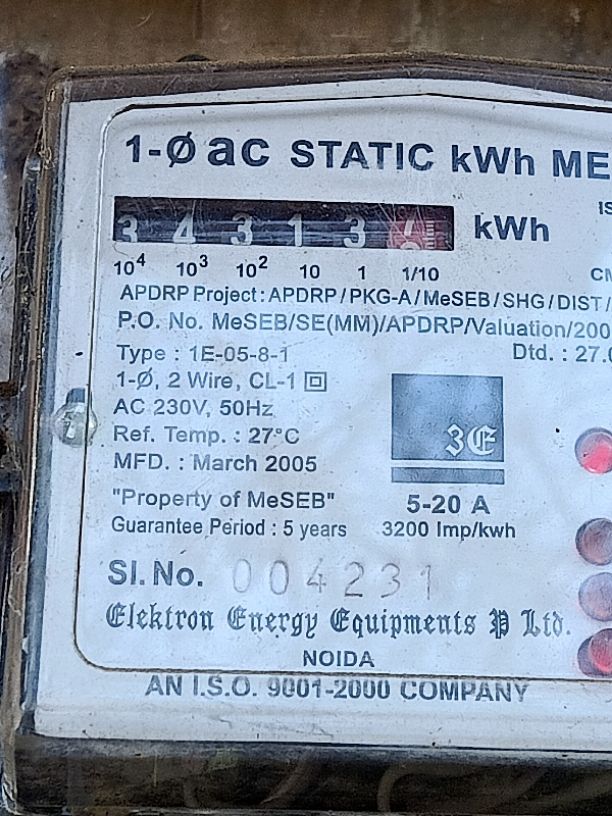 1-Ø ac STATIC kWh ME
3 4 3 1 3 kWh
10⁴ 10³ 10² 10 1 1/10
APDRP Project : APDRP / PKG-A / MeSEB / SHG / DIST /
P.O. No. MeSEB/SE(MM)/APDRP/Valuation/200
Type : 1E-05-8-1
Dtd. : 27.0
1-Ø, 2 Wire, CL-1
AC 230V, 50Hz
Ref. Temp. : 27°C
3E
MFD. : March 2005
"Property of MeSEB"
5-20 A
Guarantee Period : 5 years
3200 Imp/kwh
Sl. No. 004231
Elektron Energy Equipments P Ltd.
NOIDA
AN I.S.O. 9001-2000 COMPANY